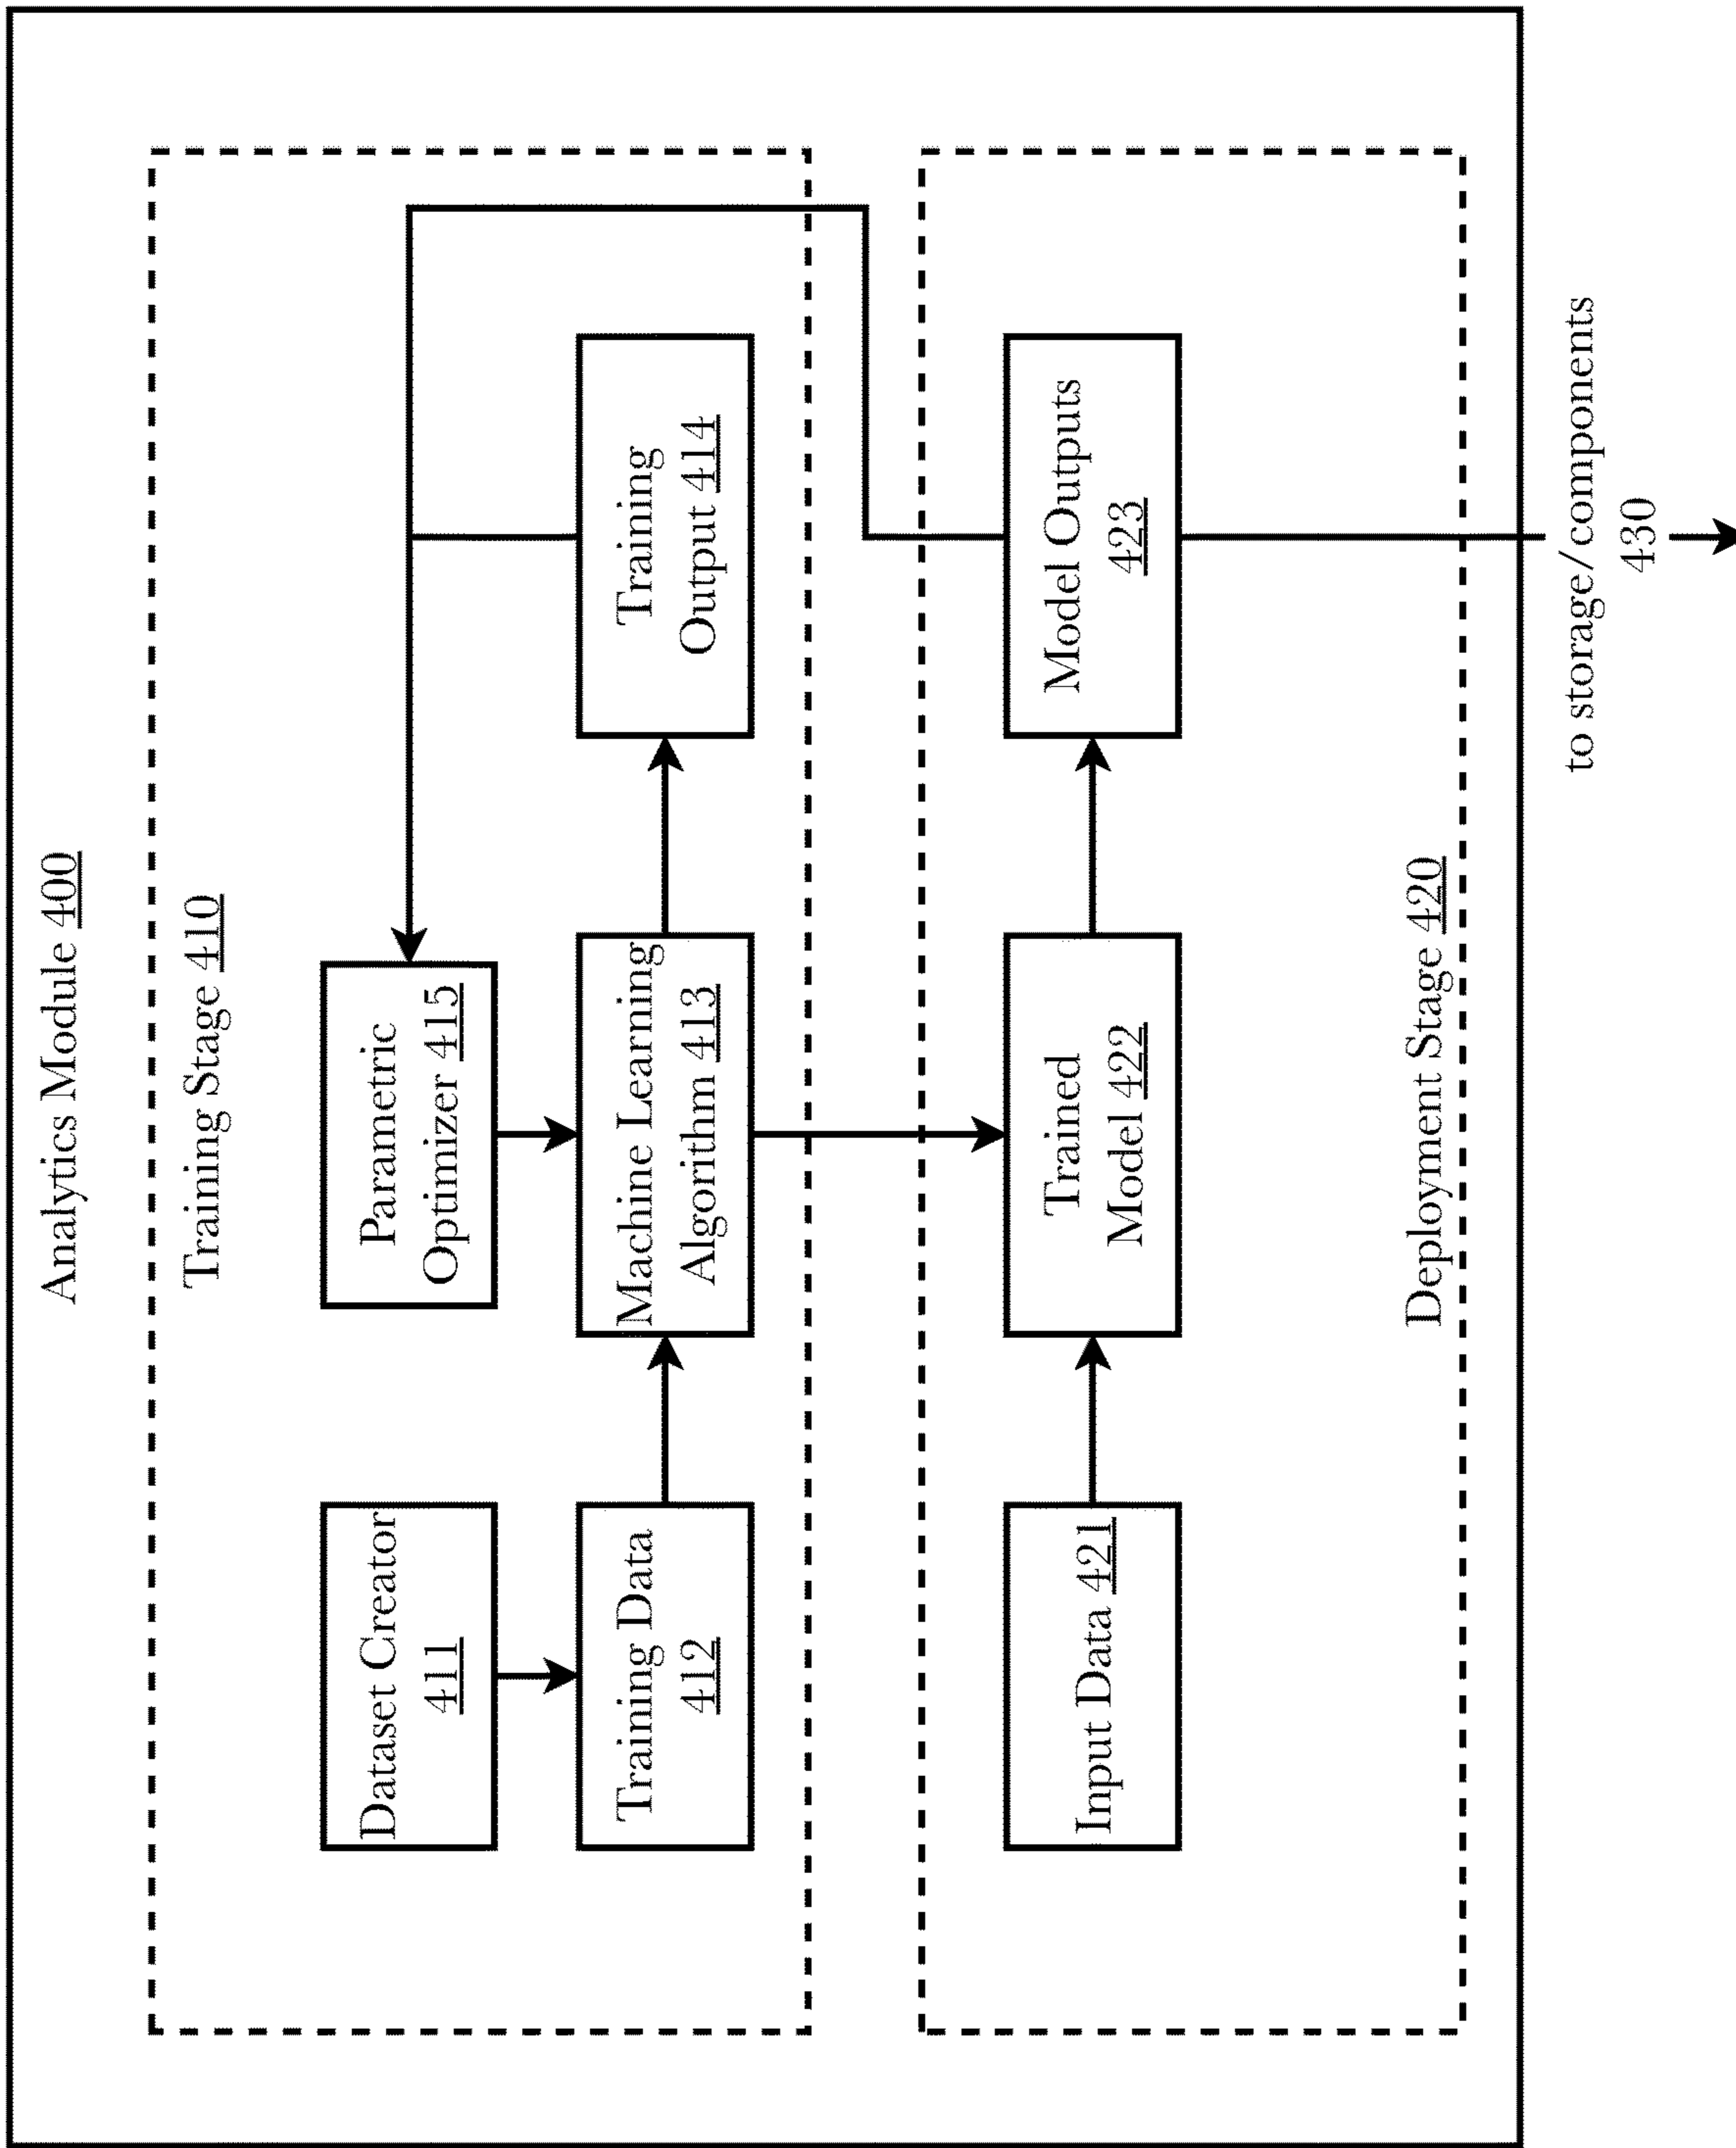 Analytics Module 400
Training Stage 410
Dataset Creator
411
Parametric
Optimizer 415
Training Data
412
Machine Learning
Algorithm 413
Training
Output 414
Input Data 421
Trained
Model 422
Model Outputs
423
Deployment Stage 420
to storage/components
430